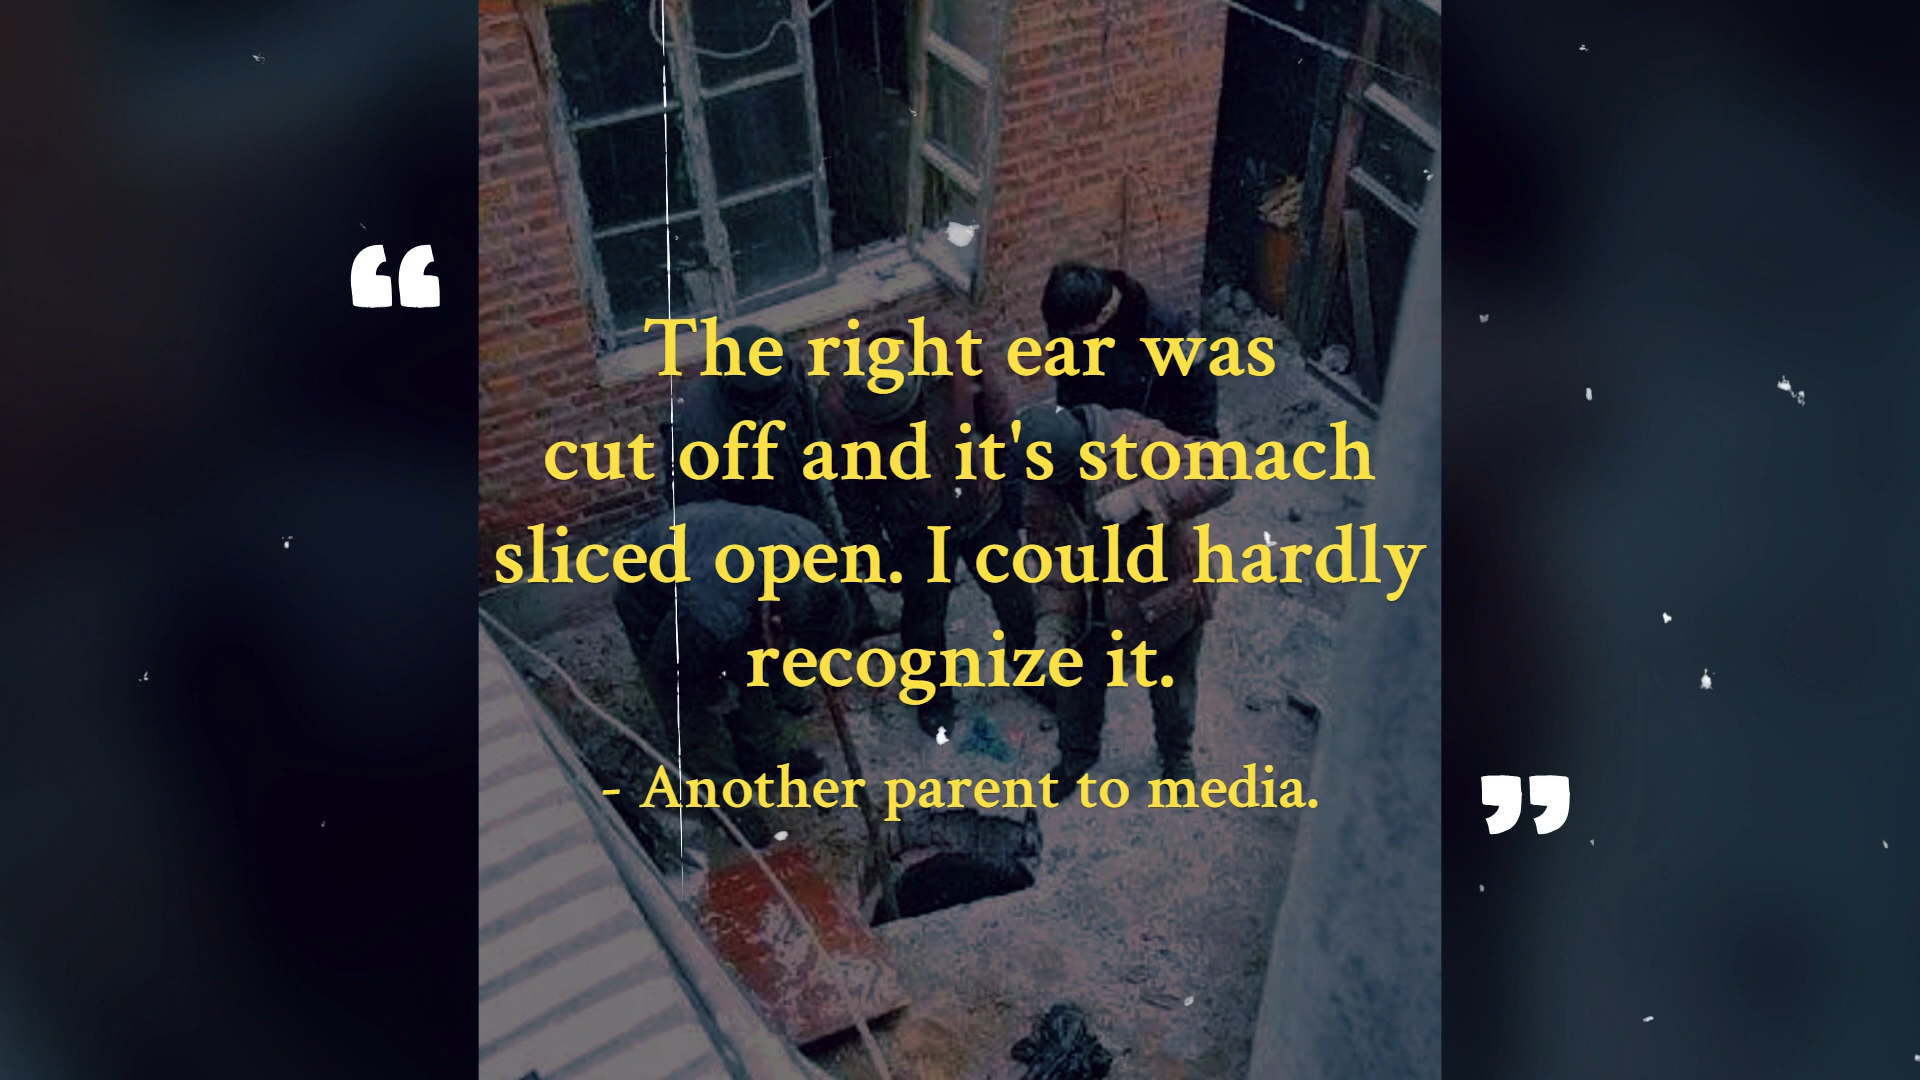 “
The right ear was
cut off and it's stomach
sliced open. I could hardly
recognize it.
- Another parent to media.
”